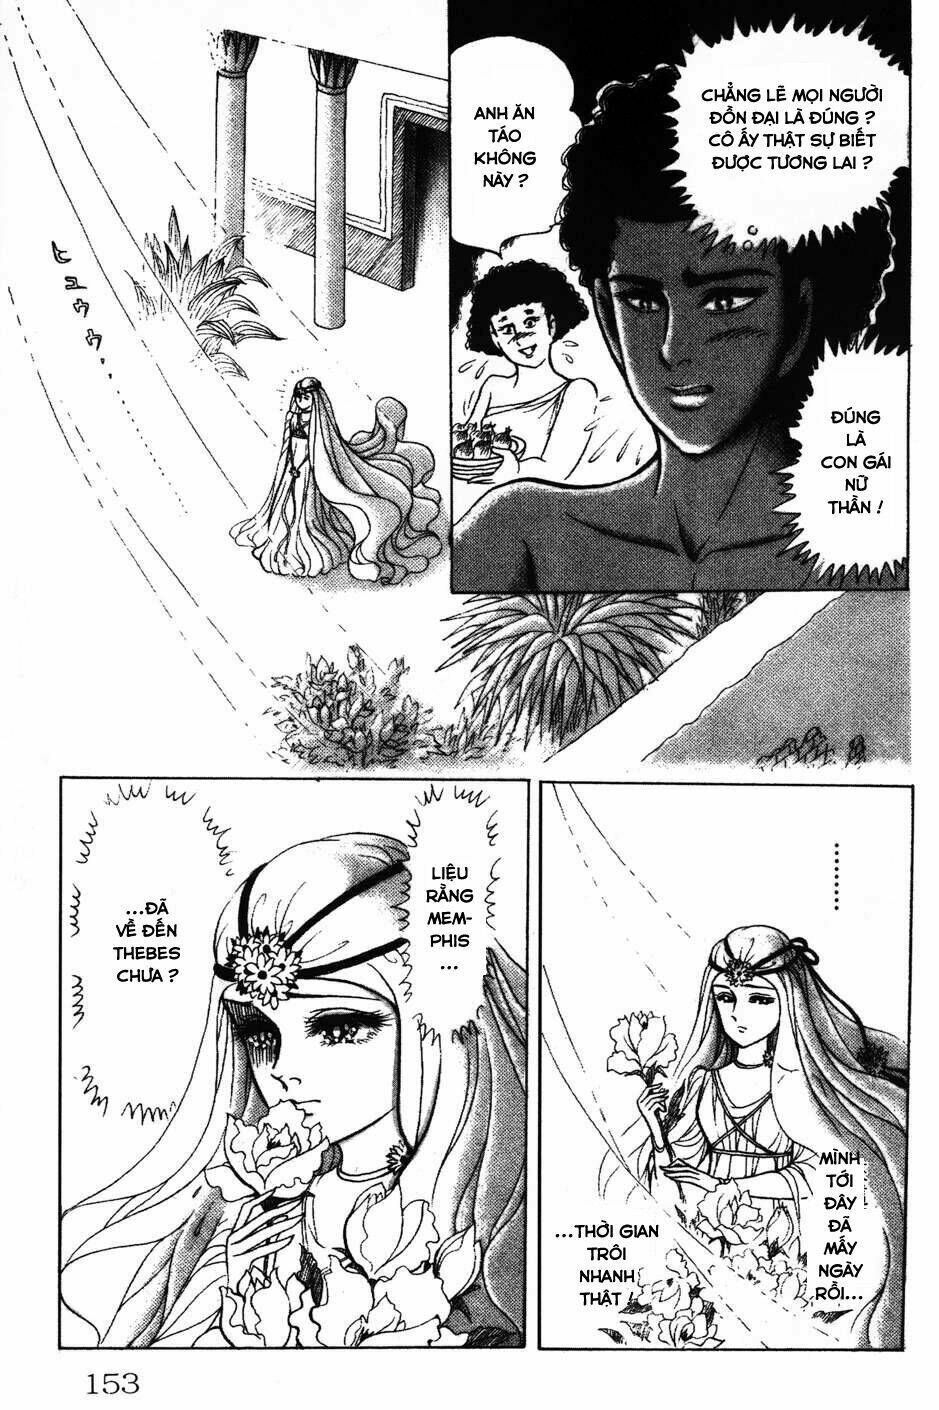 CHẲNG LẼ MỌI NGƯỜI
ĐỒN ĐẠI LÀ ĐÚNG ?
CÔ ẤY THẬT SỰ BIẾT
ĐƯỢC TƯƠNG LAI ?
ANH ĂN
TÁO
KHÔNG
NÀY ?
ĐÚNG
LÀ
CON GÁI
NỮ
THẦN !
ヒュウウ．
.........
MÌNH
TỚI
ĐÂY
ĐÃ
MẤY
NGÀY
RỒI...
...THỜI GIAN
TRÔI
NHANH
THẬT !
LIỆU
RẰNG
MEM-
PHIS
...
...ĐÃ
VỀ ĐẾN
THEBES
CHƯA ?
153